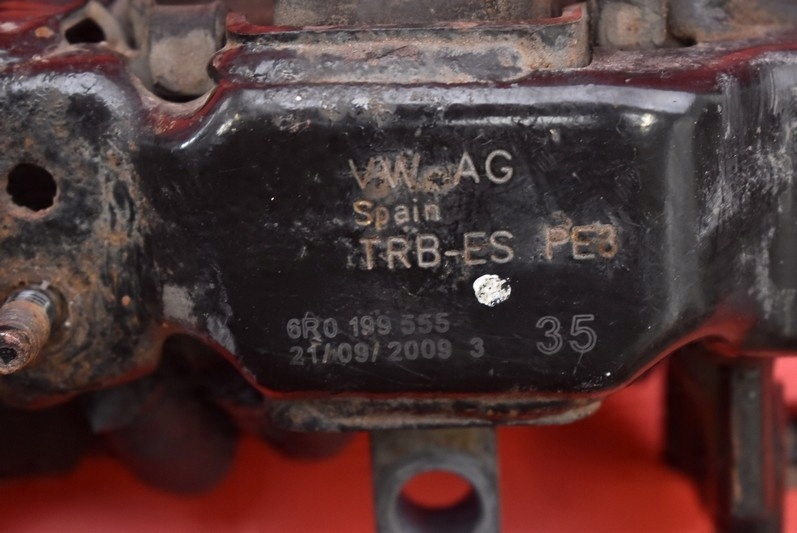 VW AG
Spain
TRB-ES PE3
6R0 199 555
21/09/2009 3 35